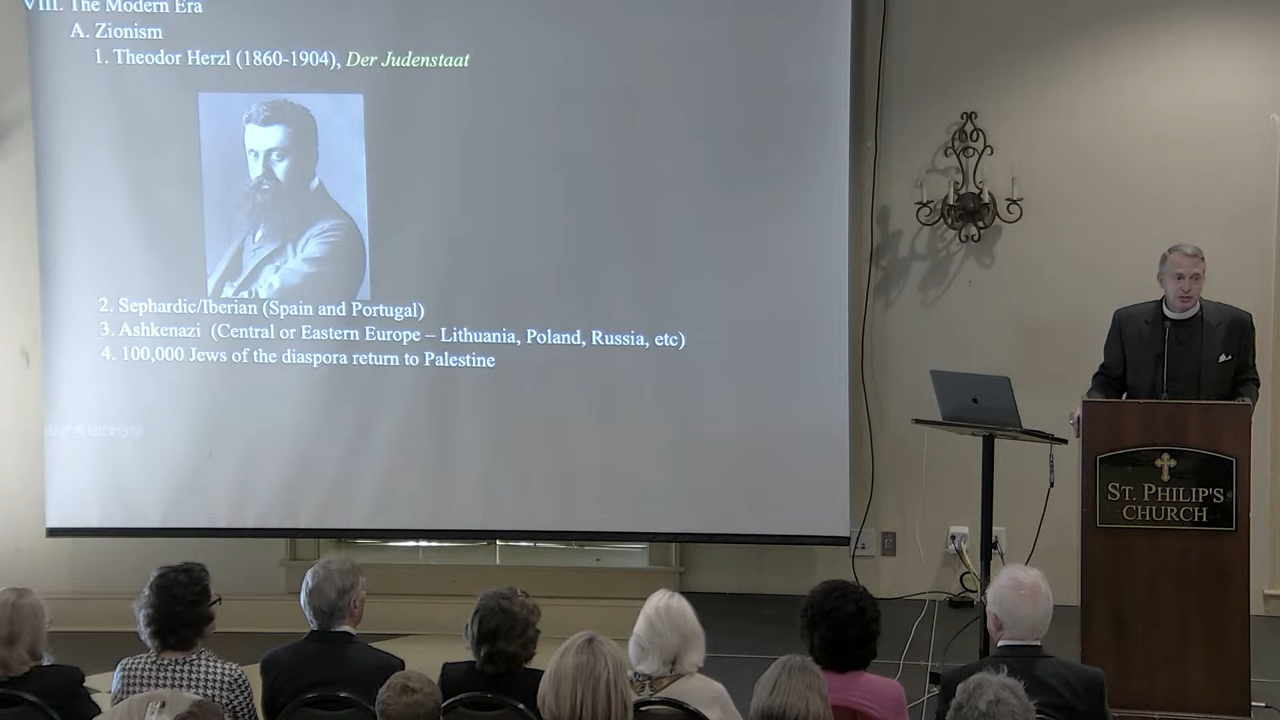 VIII. The Modern Era
A. Zionism
1. Theodor Herzl (1860-1904), Der Judenstaat
2. Sephardic/Iberian (Spain and Portugal)
3. Ashkenazi (Central or Eastern Europe – Lithuania, Poland, Russia, etc)
4. 100,000 Jews of the diaspora return to Palestine
ST. PHILIP'S
CHURCH